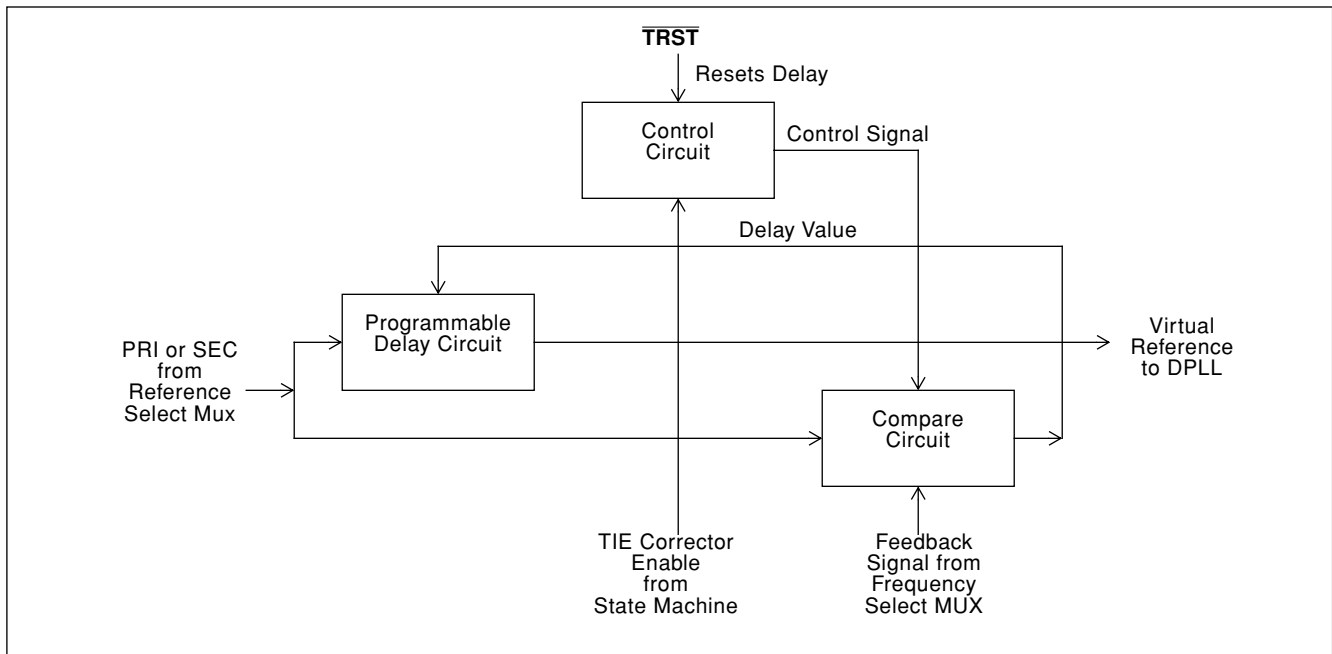 TRST
Resets Delay
Control
Circuit
Control Signal
Delay Value
Programmable
Delay Circuit
PRI or SEC
from
Reference
Select Mux
Virtual
Reference
to DPLL
Compare
Circuit
TIE Corrector
Enable
from
State Machine
Feedback
Signal from
Frequency
Select MUX